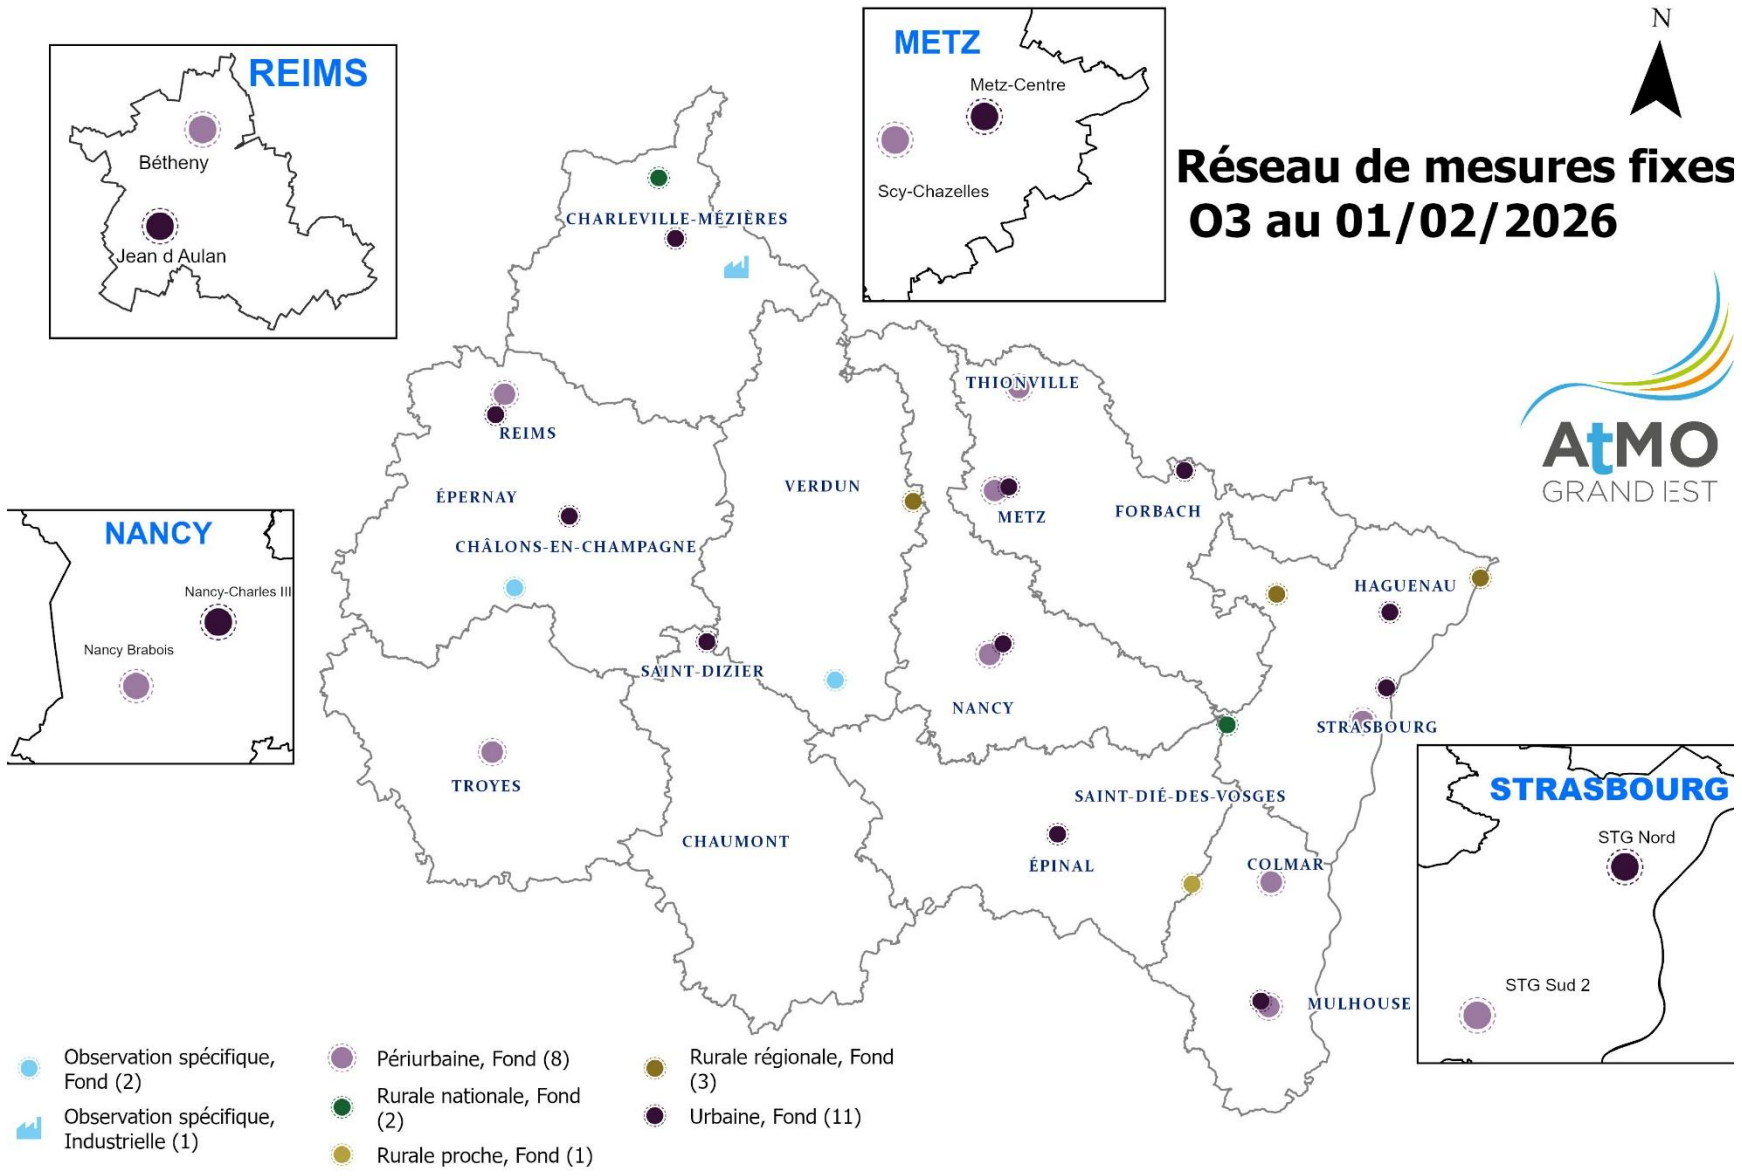 N
REIMS
Bétheny
Jean d Aulan
METZ
Metz-Centre
Scy-Chazelles
Réseau de mesures fixes
O3 au 01/02/2026
AtMO
GRAND EST
CHARLEVILLE-MÉZIÈRES
THIONVILLE
REIMS
VERDUN
ÉPERNAY
METZ
FORBACH
CHÂLONS-EN-CHAMPAGNE
HAGUENAU
NANCY
Nancy-Charles III
Nancy Brabois
SAINT-DIZIER
NANCY
STRASBOURG
TROYES
SAINT-DIÉ-DES-VOSGES
CHAUMONT
ÉPINAL
COLMAR
MULHOUSE
STRASBOURG
STG Nord
STG Sud 2
Observation spécifique,
Fond (2)
Observation spécifique,
Industrielle (1)
Périurbaine, Fond (8)
Rurale nationale, Fond
(2)
Rurale proche, Fond (1)
Rurale régionale, Fond
(3)
Urbaine, Fond (11)